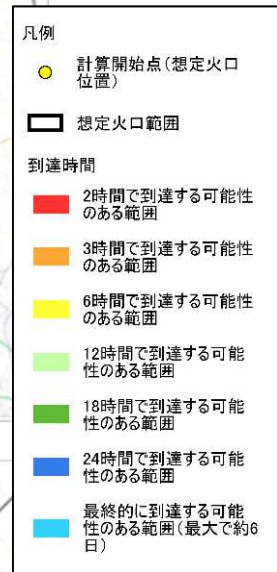 凡例
計算開始点(想定火口
位置)
想定火口範囲
到達時間
2時間で到達する可能性
のある範囲
3時間で到達する可能性
のある範囲
6時間で到達する可能性
のある範囲
12時間で到達する可能
性のある範囲
18時間で到達する可能
性のある範囲
24時間で到達する可能
性のある範囲
最終的に到達する可能
性のある範囲(最大で約6
日)